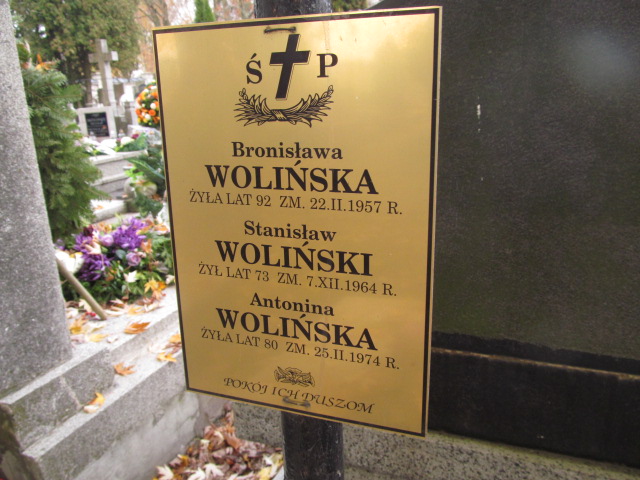 Ś P
Bronisława
WOLIŃSKA
ŻYŁA LAT 92 ZM. 22.II.1957 R.
Stanisław
WOLIŃSKI
ŻYŁ LAT 73 ZM. 7.XII.1964 R.
Antonina
WOLIŃSKA
ŻYŁA LAT 80 ZM. 25.II.1974 R.
POKÓJ ICH DUSZOM